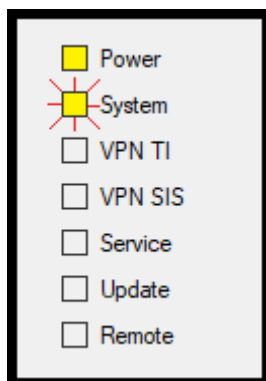 Power
System
VPN TI
VPN SIS
Service
Update
Remote